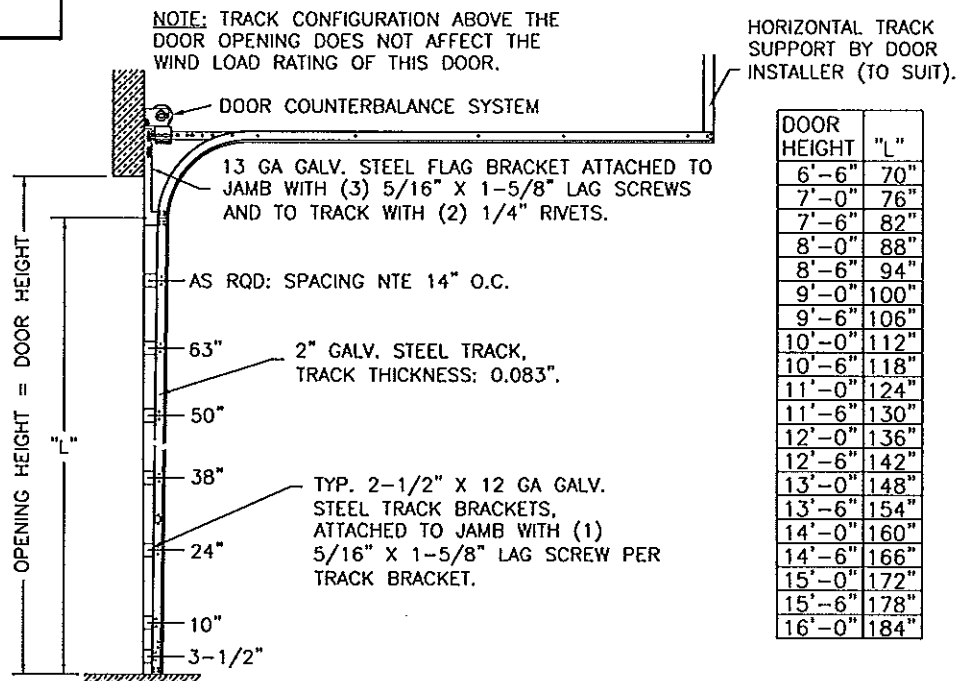 NOTE: TRACK CONFIGURATION ABOVE THE
DOOR OPENING DOES NOT AFFECT THE
WIND LOAD RATING OF THIS DOOR.
HORIZONTAL TRACK
SUPPORT BY DOOR
INSTALLER (TO SUIT).
DOOR COUNTERBALANCE SYSTEM
13 GA GALV. STEEL FLAG BRACKET ATTACHED TO
JAMB WITH (3) 5/16" X 1-5/8" LAG SCREWS
AND TO TRACK WITH (2) 1/4" RIVETS.
AS RQD: SPACING NTE 14" O.C.
63"
2" GALV. STEEL TRACK,
TRACK THICKNESS: 0.083".
50"
38"
TYP. 2-1/2" X 12 GA GALV.
STEEL TRACK BRACKETS,
ATTACHED TO JAMB WITH (1)
5/16" X 1-5/8" LAG SCREW PER
TRACK BRACKET.
24"
10"
3-1/2"
OPENING HEIGHT = DOOR HEIGHT
"L"
DOOR HEIGHT "L"
6'-6" 70"
7'-0" 76"
7'-6" 82"
8'-0" 88"
8'-6" 94"
9'-0" 100"
9'-6" 106"
10'-0" 112"
10'-6" 118"
11'-0" 124"
11'-6" 130"
12'-0" 136"
12'-6" 142"
13'-0" 148"
13'-6" 154"
14'-0" 160"
14'-6" 166"
15'-0" 172"
15'-6" 178"
16'-0" 184"